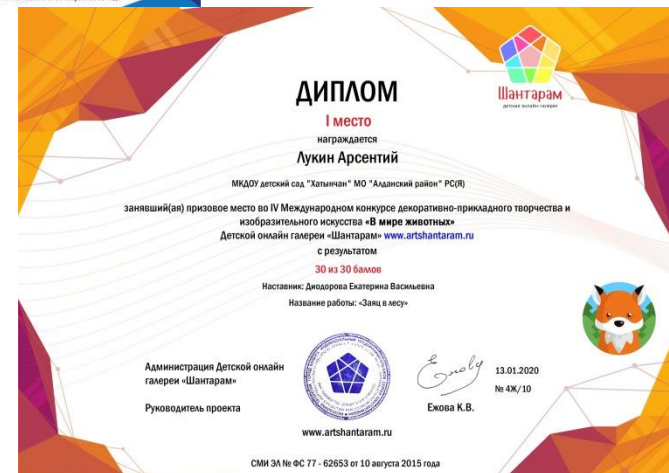 Шантарам
детская онлайн-галерея
ДИПЛОМ
I место
награждается
Лукин Арсентий
МКДОУ детский сад "Хатынчан" МО "Алданский район" РС(Я)
занявший(ая) призовое место во IV Международном конкурсе декоративно-прикладного творчества и
изобразительного искусства «В мире животных»
Детской онлайн галереи «Шантарам» www.artshantaram.ru
с результатом
30 из 30 баллов
Наставник: Диодорова Екатерина Васильевна
Название работы: «Заяц в лесу»
Администрация Детской онлайн
галереи «Шантарам»
Руководитель проекта
13.01.2020
№ 4Ж/10
Ежова К.В.
www.artshantaram.ru
СМИ ЭЛ № ФС 77 - 62653 от 10 августа 2015 года